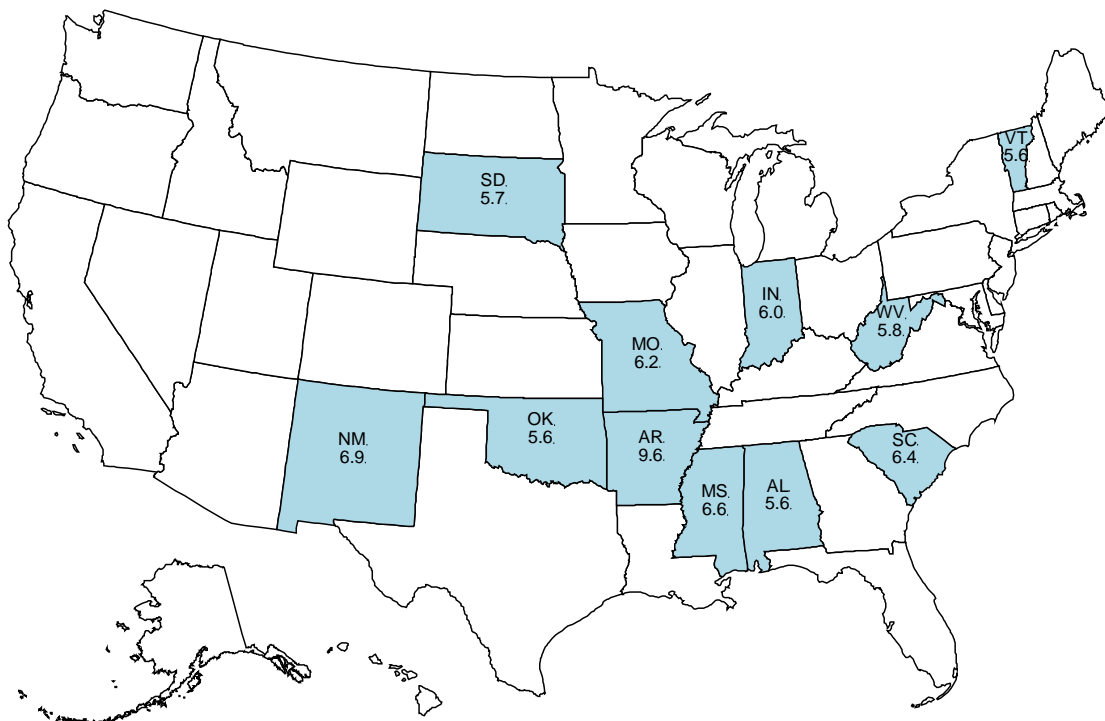 VT
5.6
SD.
5.7.
IN.
6.0.
WV.
5.8.
MO.
6.2.
OK.
5.6.
NM.
6.9.
AR.
9.6.
SC.
6.4.
MS.
6.6.
AL.
5.6.